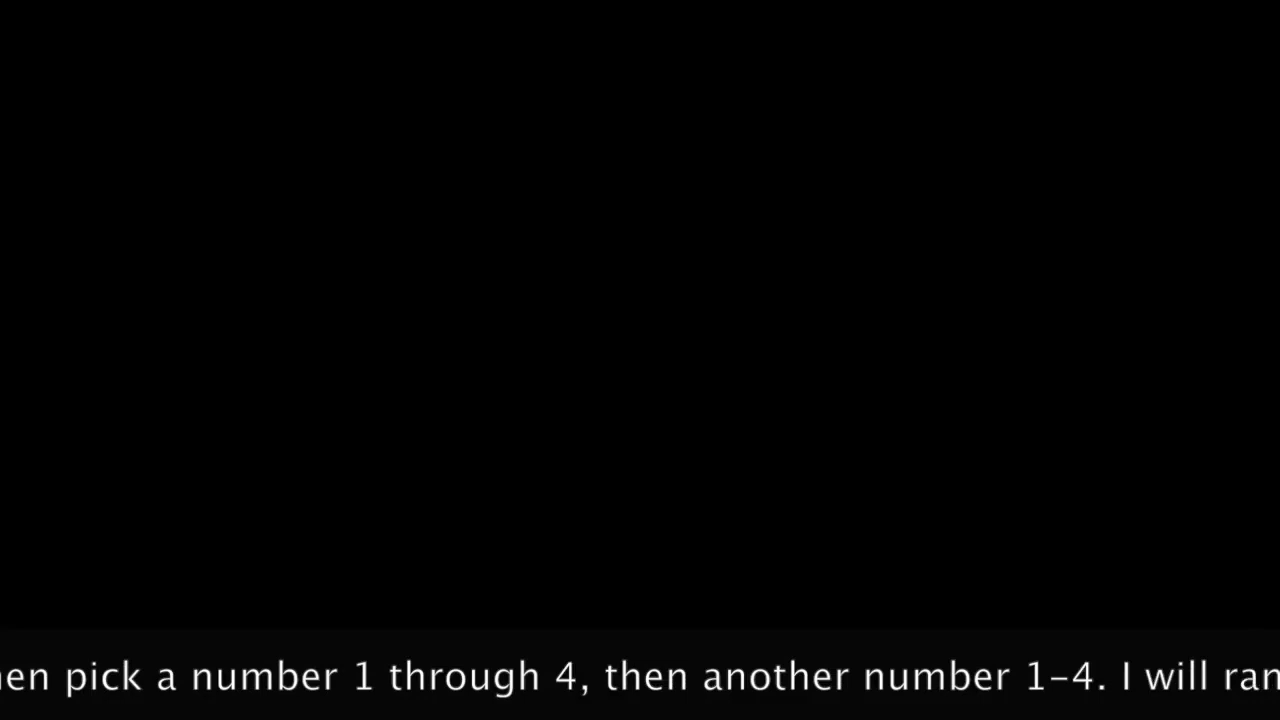 pick a number 1 through 4, then another number 1-4. I will